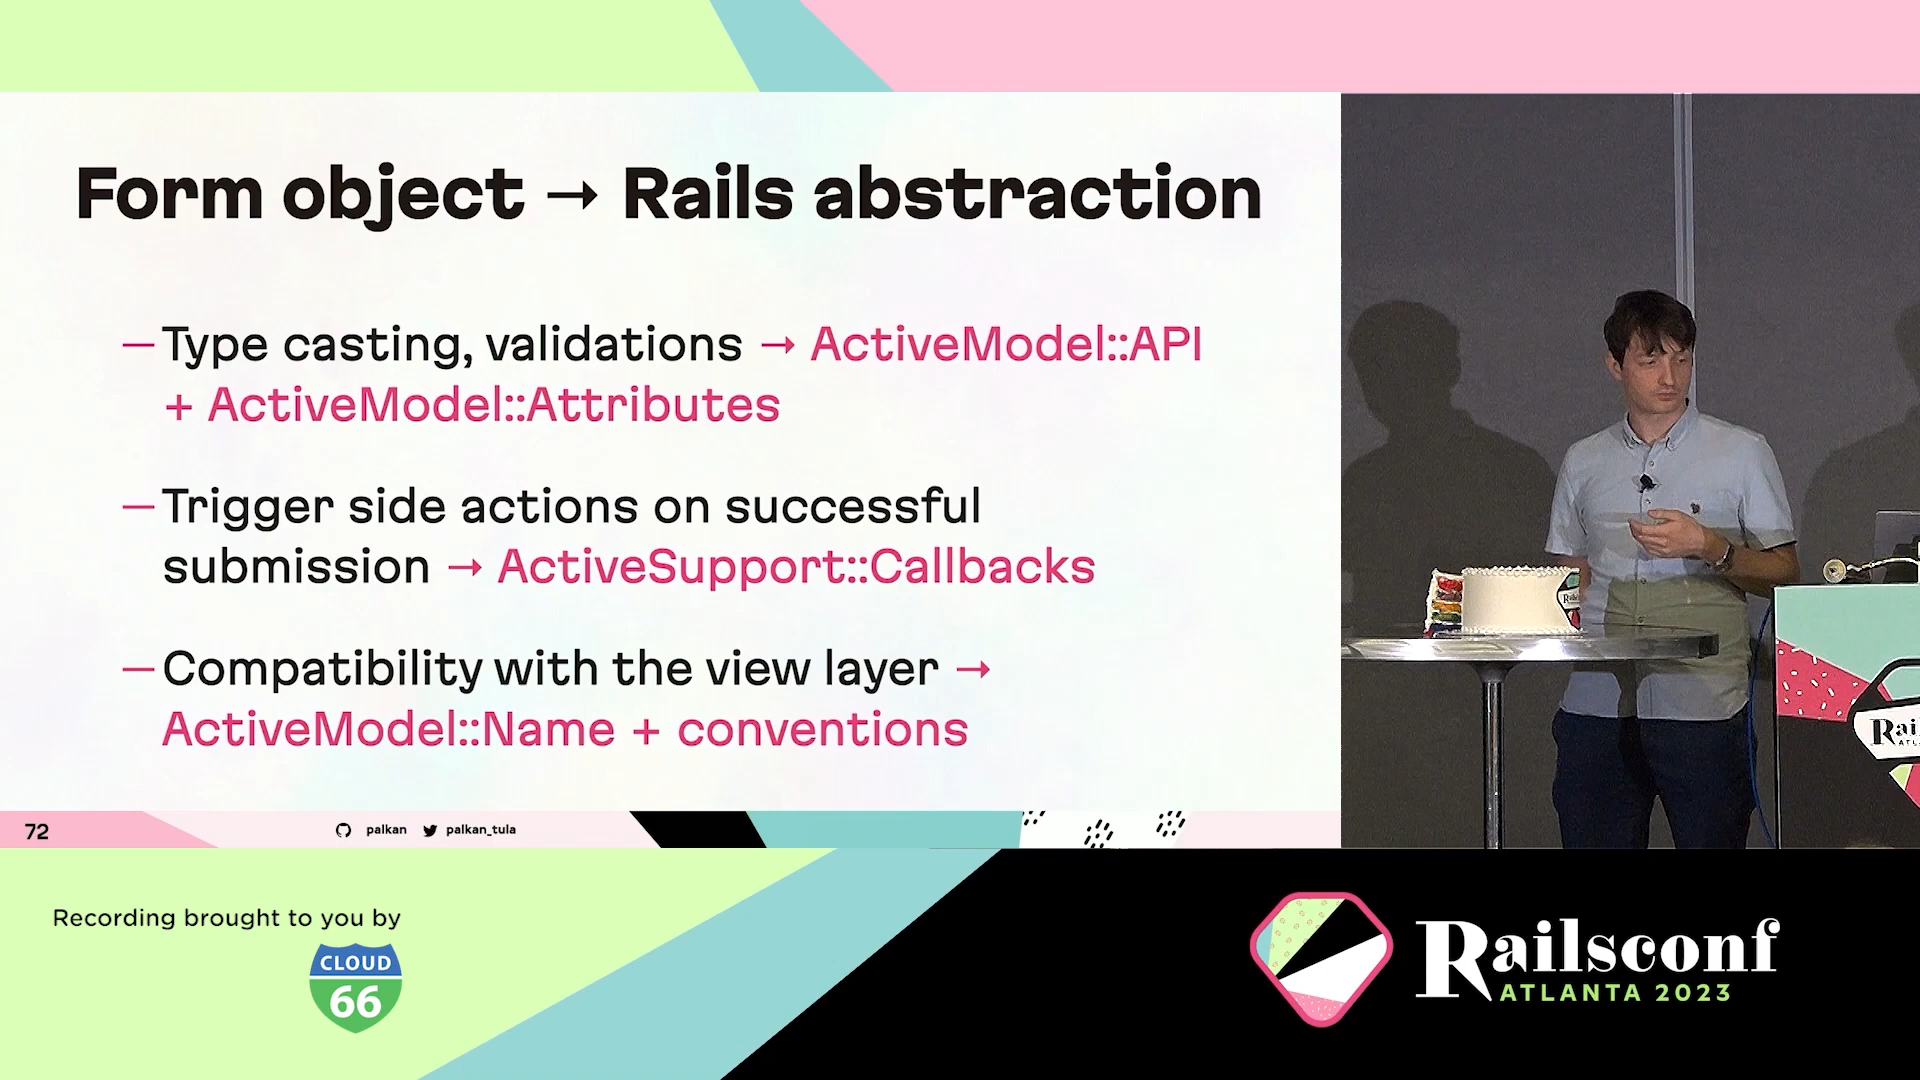 Form object → Rails abstraction
— Type casting, validations → ActiveModel::API
+ ActiveModel::Attributes
— Trigger side actions on successful
submission → ActiveSupport::Callbacks
— Compatibility with the view layer →
ActiveModel::Name + conventions
72
palkan
palkan_tula
Recording brought to you by
CLOUD
66
Railsconf
ATLANTA 2023